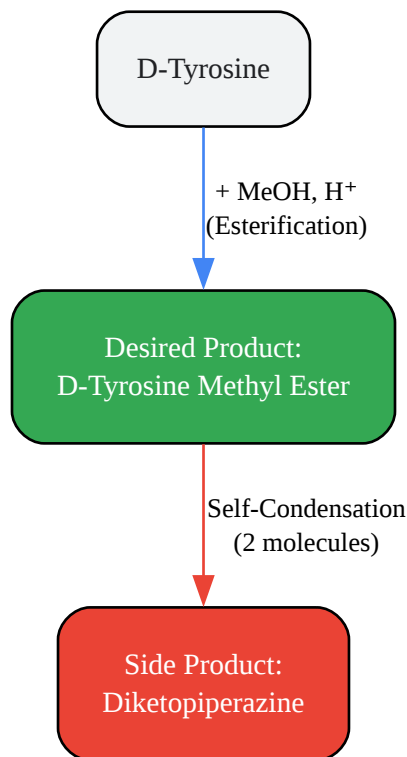 D-Tyrosine
+ MeOH, H⁺
(Esterification)
Desired Product:
D-Tyrosine Methyl Ester
Self-Condensation
(2 molecules)
Side Product:
Diketopiperazine